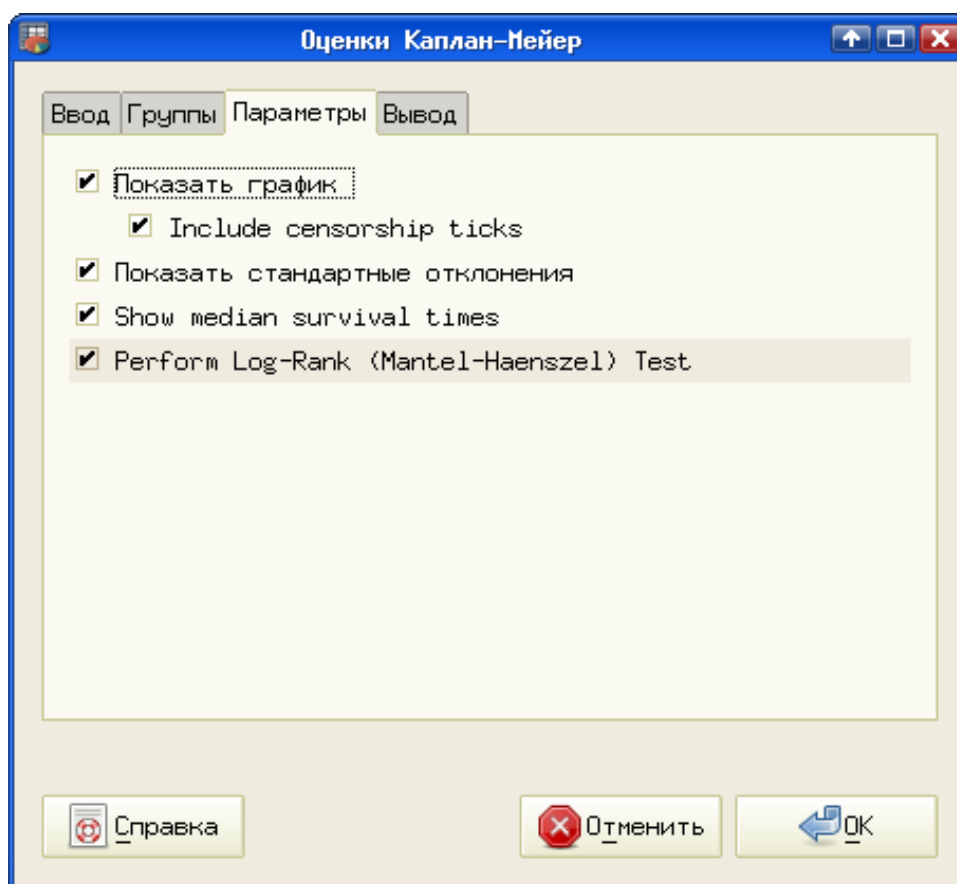 Оценки Каплан-Мейер
Ввод Группы Параметры Вывод
Показать график
Include censorship ticks
Показать стандартные отклонения
Show median survival times
Perform Log-Rank (Mantel-Haenszel) Test
Справка Отменить OK